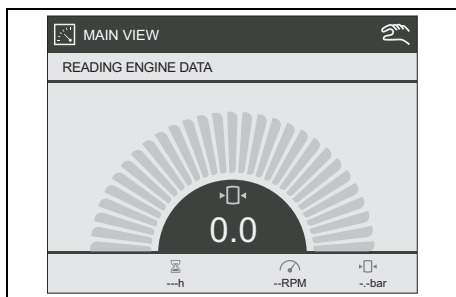 MAIN VIEW
READING ENGINE DATA
0.0
---h --RPM -.-bar